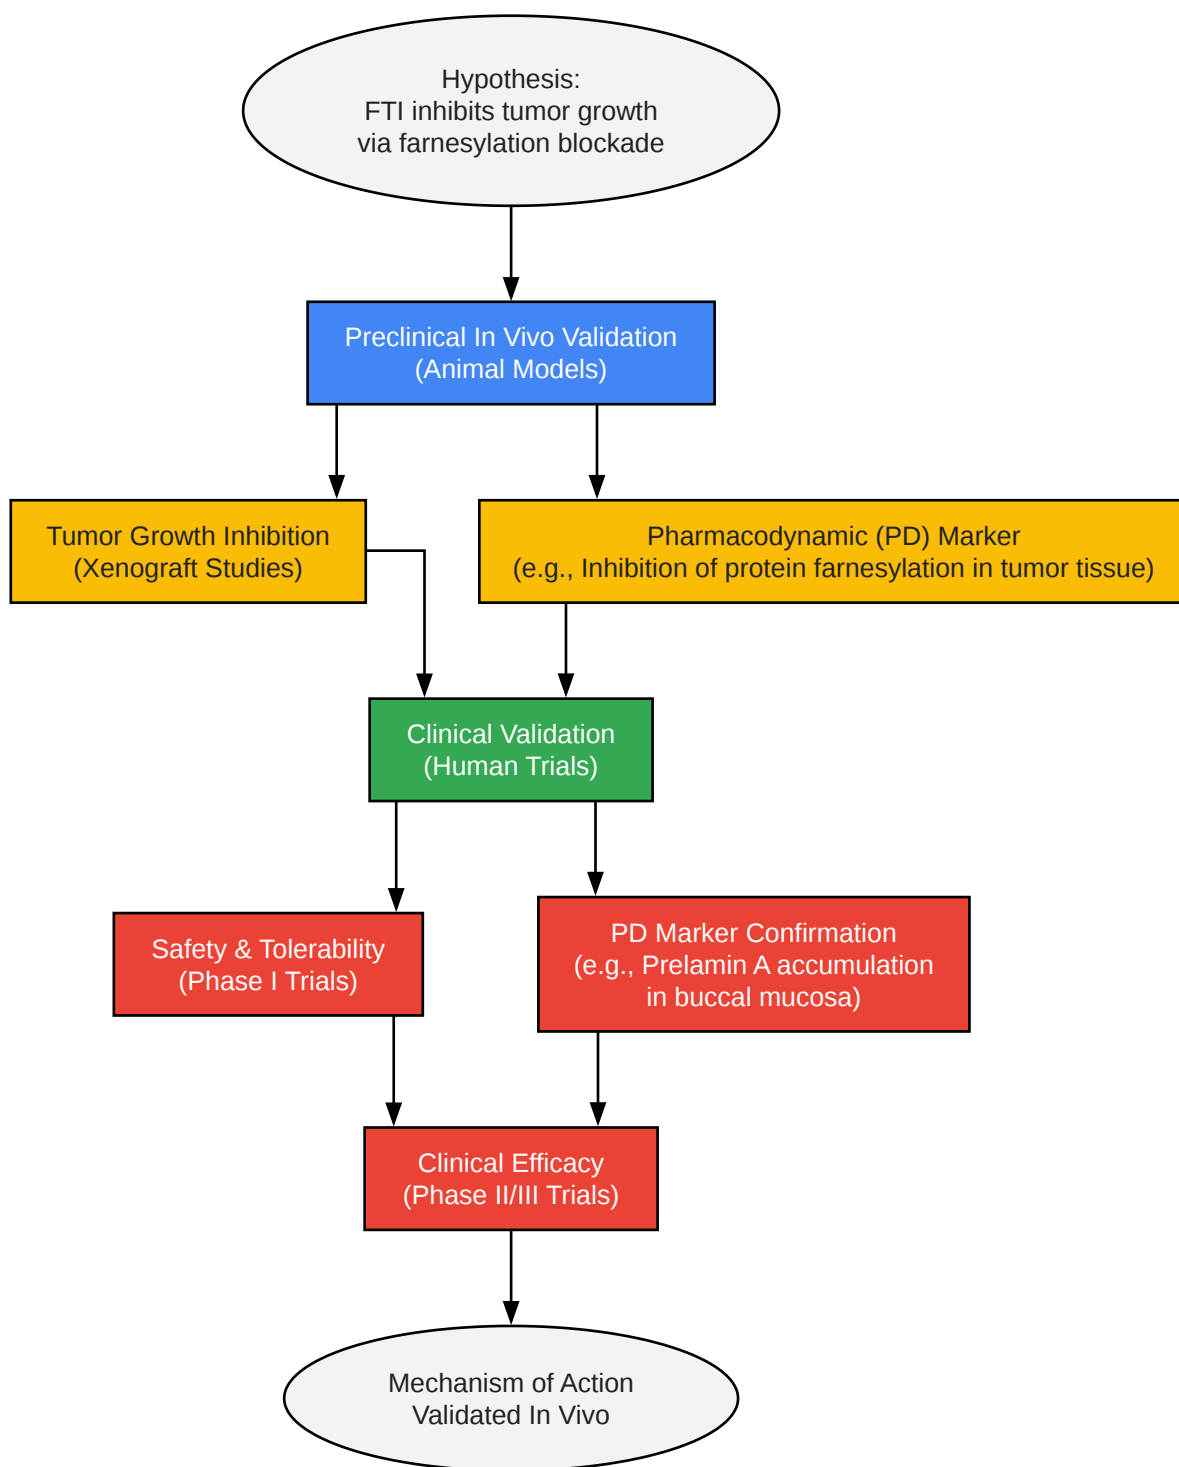 Hypothesis:
FTI inhibits tumor growth
via farnesylation blockade
Preclinical In Vivo Validation
(Animal Models)
Tumor Growth Inhibition
(Xenograft Studies)
Pharmacodynamic (PD) Marker
(e.g., Inhibition of protein farnesylation in tumor tissue)
Clinical Validation
(Human Trials)
Safety & Tolerability
(Phase I Trials)
PD Marker Confirmation
(e.g., Prelamin A accumulation
in buccal mucosa)
Clinical Efficacy
(Phase II/III Trials)
Mechanism of Action
Validated In Vivo